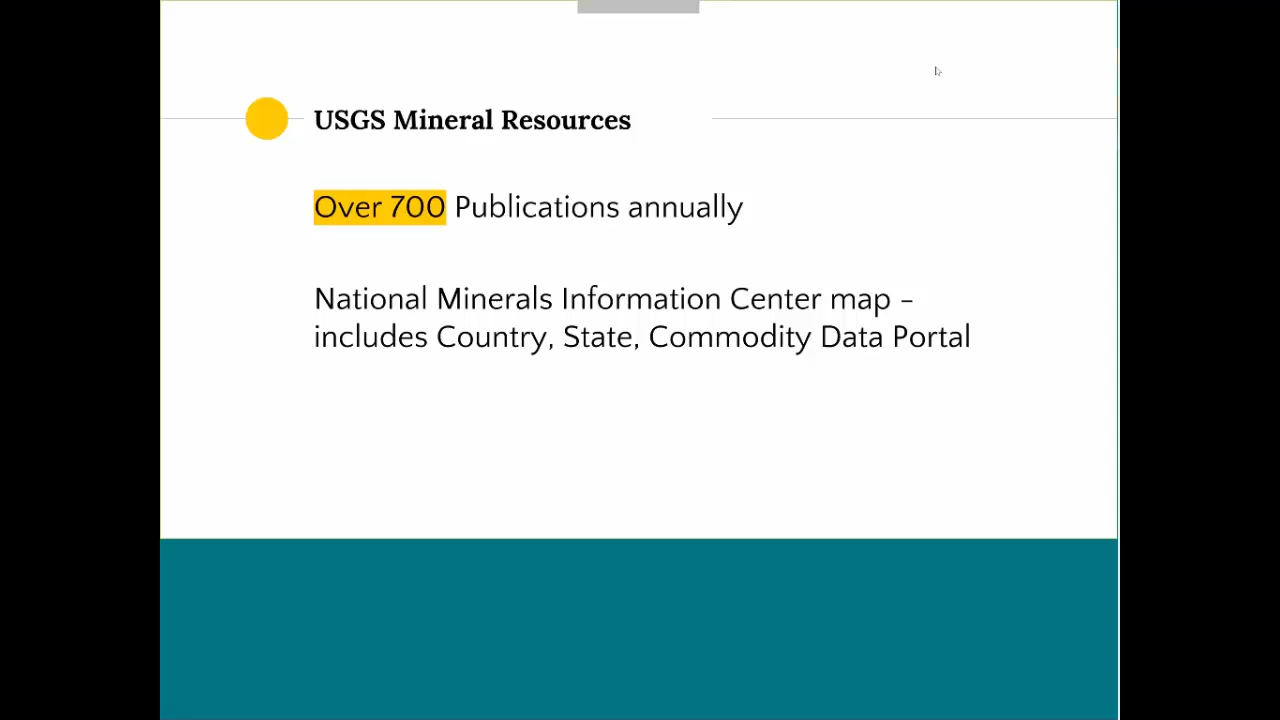 USGS Mineral Resources
Over 700 Publications annually
National Minerals Information Center map –
includes Country, State, Commodity Data Portal